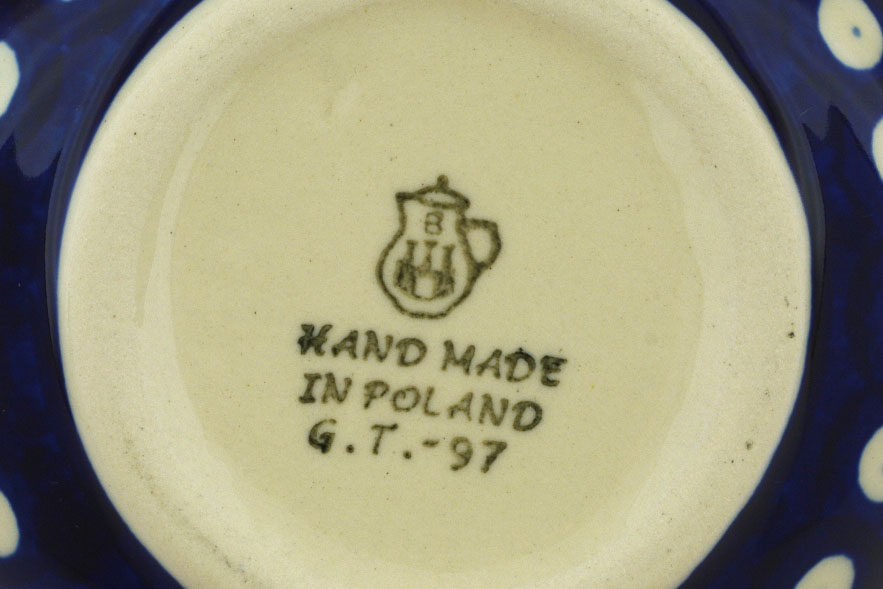 B
HAND MADE
IN POLAND
G.T.-97